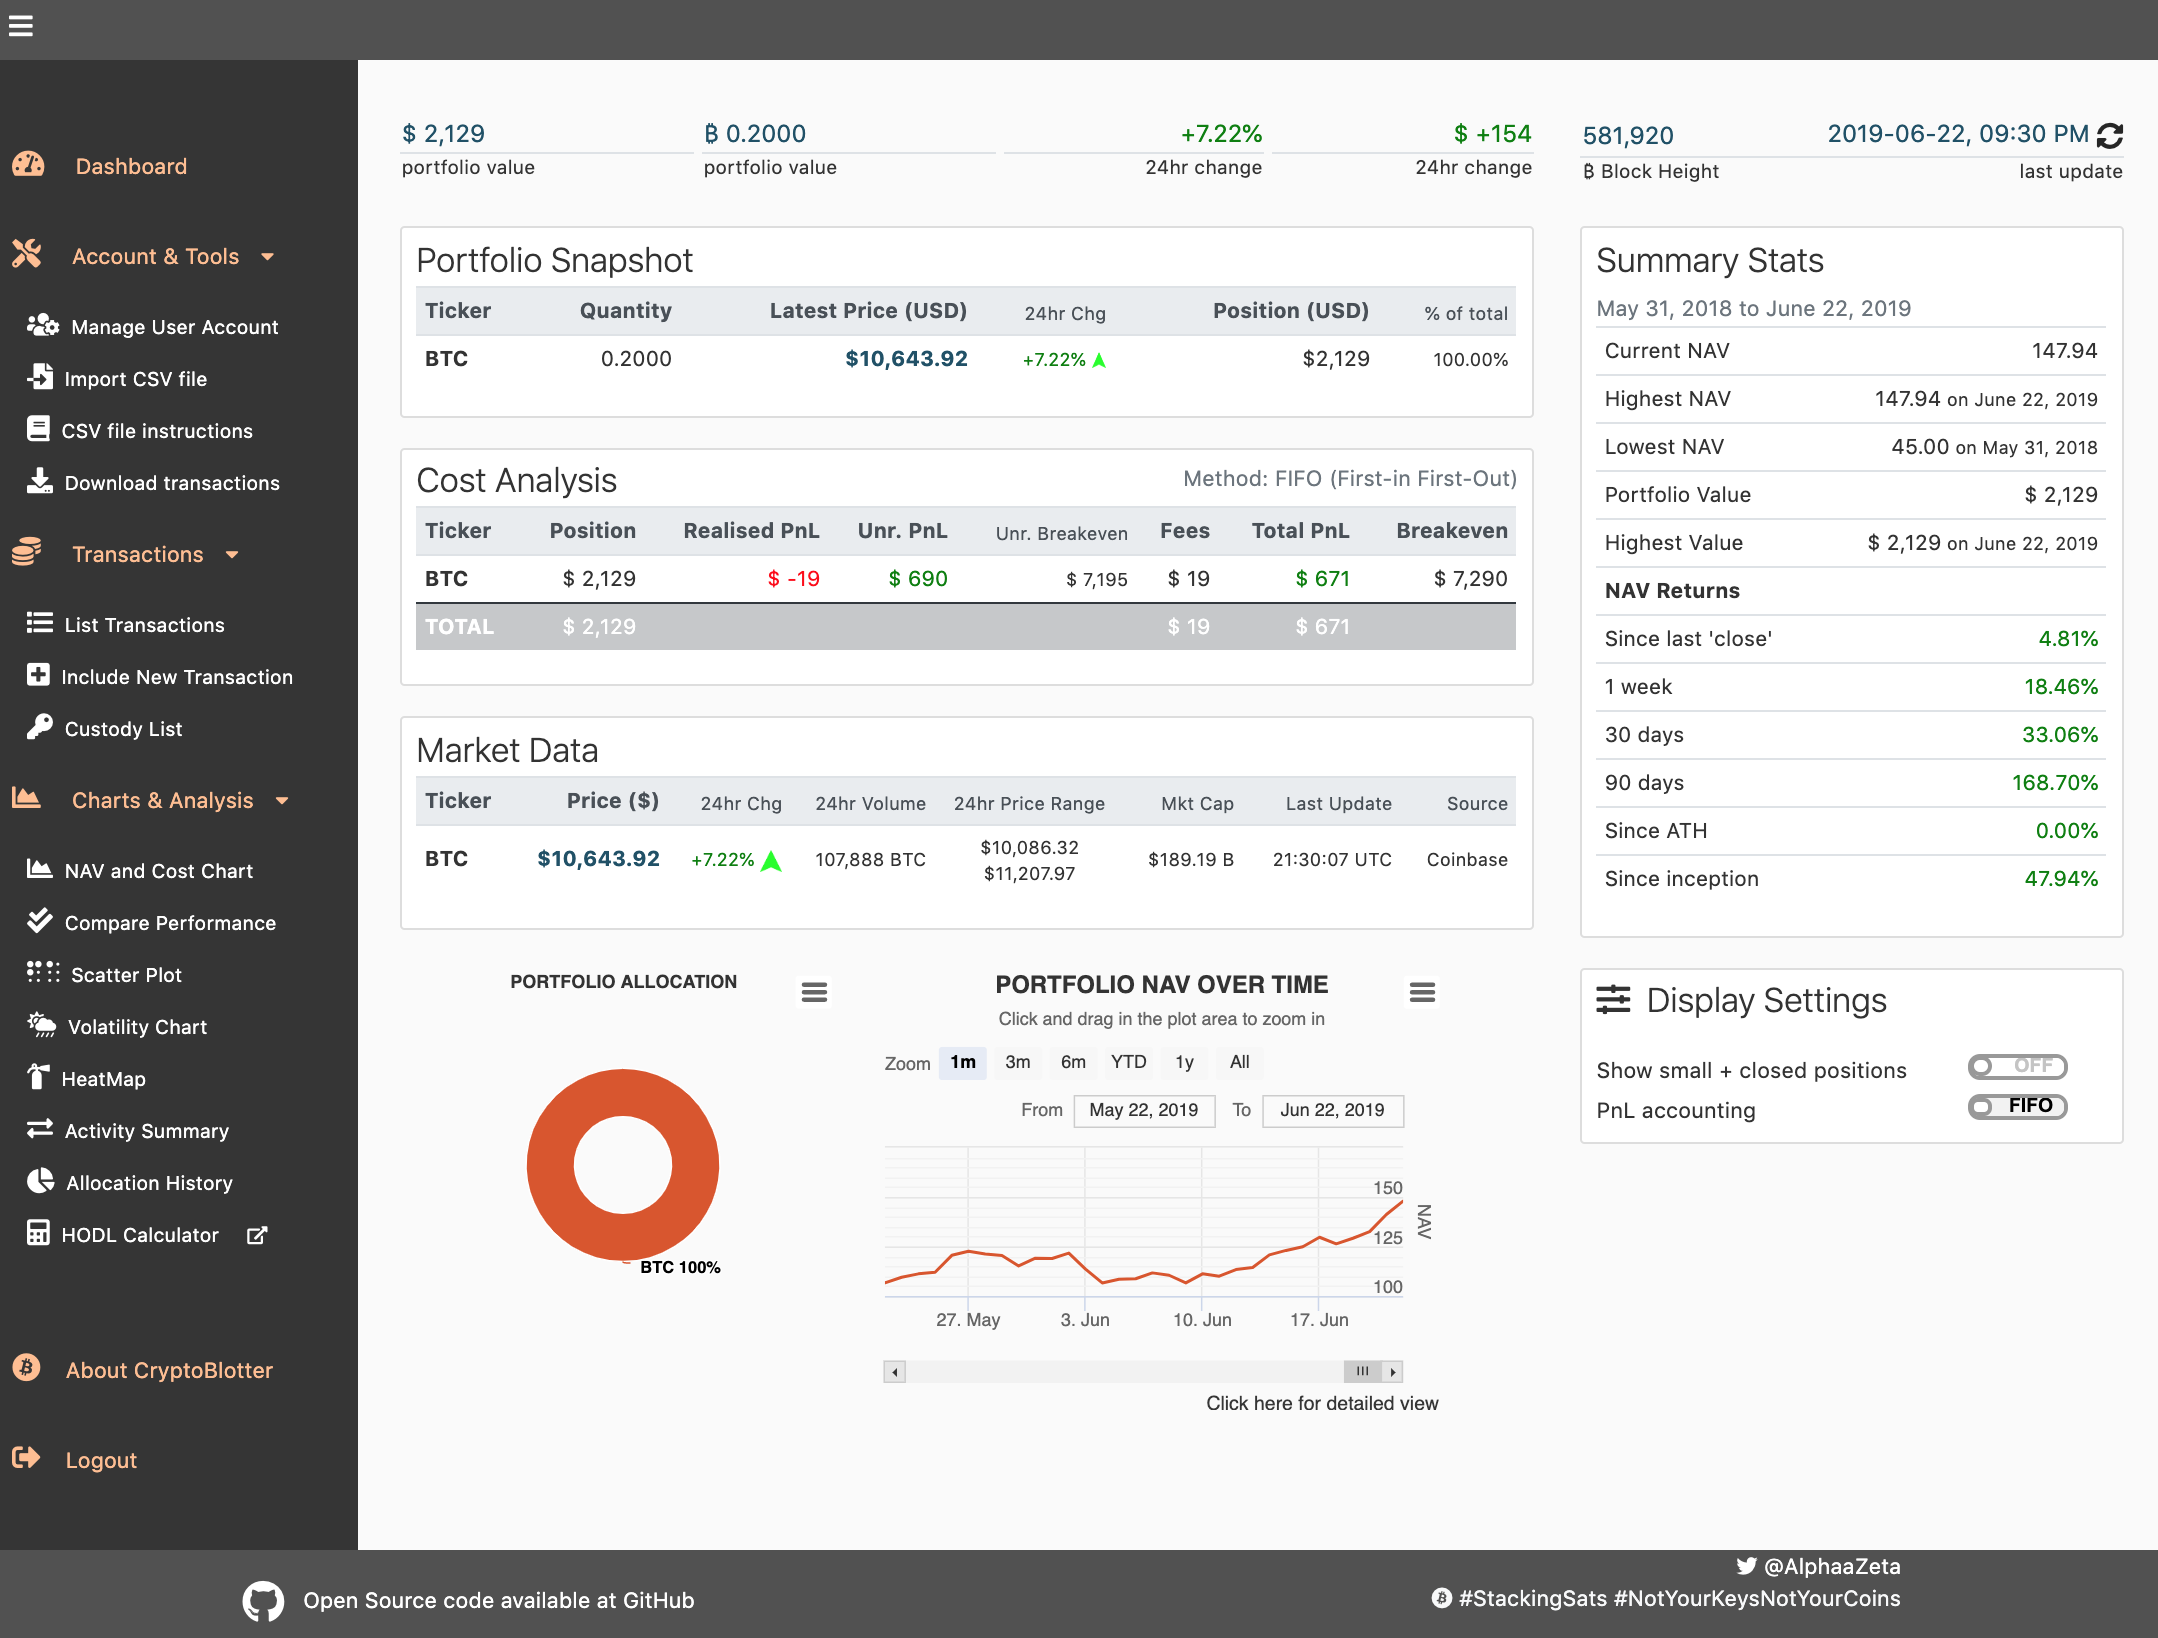 Dashboard
Account & Tools
Manage User Account
Import CSV file
CSV file instructions
Download transactions
Transactions
List Transactions
Include New Transaction
Custody List
Charts & Analysis
NAV and Cost Chart
Compare Performance
Scatter Plot
Volatility Chart
HeatMap
Activity Summary
Allocation History
HODL Calculator
About CryptoBlotter
Logout
$ 2,129 ₿ 0.2000 +7.22% $ +154
portfolio value portfolio value 24hr change 24hr change
581,920 2019-06-22, 09:30 PM
₿ Block Height last update
Portfolio Snapshot
Ticker Quantity Latest Price (USD) 24hr Chg Position (USD) % of total
BTC 0.2000 $10,643.92 +7.22% $2,129 100.00%
Cost Analysis Method: FIFO (First-in First-Out)
Ticker Position Realised PnL Unr. PnL Unr. Breakeven Fees Total PnL Breakeven
BTC $ 2,129 $ -19 $ 690 $ 7,195 $ 19 $ 671 $ 7,290
TOTAL $ 2,129 $ 19 $ 671
Market Data
Ticker Price ($) 24hr Chg 24hr Volume 24hr Price Range Mkt Cap Last Update Source
BTC $10,643.92 +7.22% 107,888 BTC $10,086.32 $189.19 B 21:30:07 UTC Coinbase
$11,207.97
PORTFOLIO ALLOCATION
BTC 100%
PORTFOLIO NAV OVER TIME
Click and drag in the plot area to zoom in
Zoom 1m 3m 6m YTD 1y All
From May 22, 2019 To Jun 22, 2019
150
125
100
NAV
27. May 3. Jun 10. Jun 17. Jun
Click here for detailed view
Summary Stats
May 31, 2018 to June 22, 2019
Current NAV 147.94
Highest NAV 147.94 on June 22, 2019
Lowest NAV 45.00 on May 31, 2018
Portfolio Value $ 2,129
Highest Value $ 2,129 on June 22, 2019
NAV Returns
Since last 'close' 4.81%
1 week 18.46%
30 days 33.06%
90 days 168.70%
Since ATH 0.00%
Since inception 47.94%
Display Settings
Show small + closed positions OFF
PnL accounting FIFO
Open Source code available at GitHub
@AlphaaZeta
#StackingSats #NotYourKeysNotYourCoins